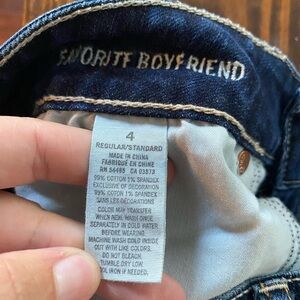 FAVORITE BOYFRIEND
4
REGULAR/STANDARD
MADE IN CHINA
FABRIQUÉ EN CHINE
RN 54485 CA 03873
99% COTTON 1% SPANDEX
EXCLUSIVE OF DECORATION
99% COTON 1% SPANDEX
SANS LES DÉCORATIONS
COLOR MAY TRANSFER
WHEN NEW. WASH ONCE
SEPARATELY IN COLD WATER
BEFORE WEARING.
MACHINE WASH COLD INSIDE
OUT WITH LIKE COLORS.
DO NOT BLEACH.
TUMBLE DRY LOW.
IRON IF NEEDED.